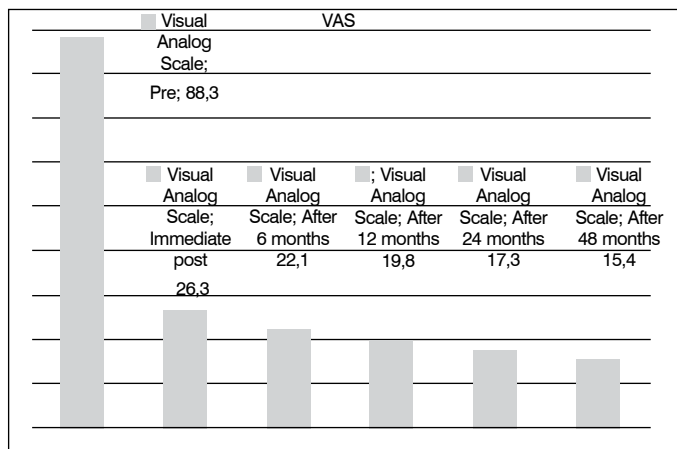 VAS
Visual
Analog
Scale;
Pre; 88,3
Visual
Analog
Scale;
Immediate
post
26,3
Visual
Analog
Scale; After
6 months
22,1
; Visual
Analog
Scale; After
12 months
19,8
Visual
Analog
Scale; After
24 months
17,3
Visual
Analog
Scale; After
48 months
15,4